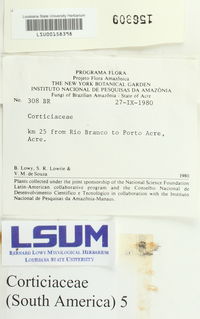 Louisiana State University Herbarium
LSU00158398
PROGRAMA FLORA
Projeto Flora Amazônica
THE NEW YORK BOTANICAL GARDEN
INSTITUTO NACIONAL DE PESQUISAS DA AMAZÔNIA
Fungi of Brazilian Amazônia - State of Acre
No. 308 BR 27-IX-1980
Corticiaceae
km 25 from Rio Branco to Porto Acre,
Acre.
B. Lowy, S. R. Lowrie &
V. M. de Souza 1981
Plants collected under the joint sponsorship of the National Science Foundation
Latin-American collaborative program and the Conselho Nacional de
Desenvolvimento Científico e Tecnológico in collaboration with the Instituto
Nacional de Pesquisas da Amazônia-Manaus.
LSUM
BERNARD LOWY MYCOLOGICAL HERBARIUM
LOUISIANA STATE UNIVERSITY
Corticiaceae
(South America) 5